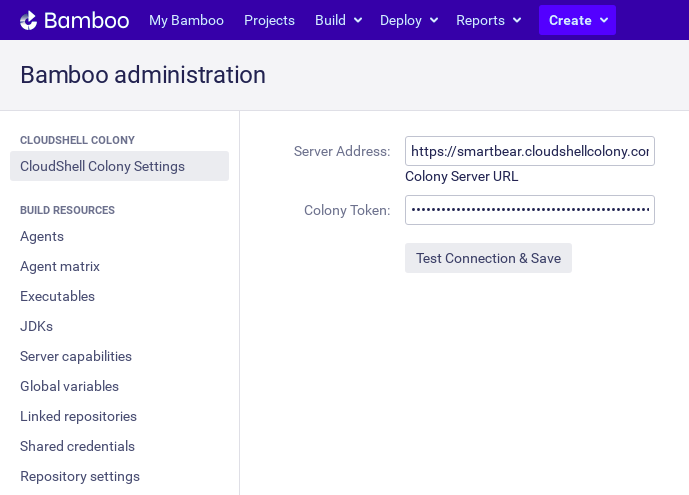 Bamboo My Bamboo Projects Build Deploy Reports Create
Bamboo administration
CLOUDSHELL COLONY
CloudShell Colony Settings
BUILD RESOURCES
Agents
Agent matrix
Executables
JDKs
Server capabilities
Global variables
Linked repositories
Shared credentials
Repository settings
Server Address: https://smartbear.cloudshellcolony.cor
Colony Server URL
Colony Token: ••••••••••••••••••••••••••••••••••••••••••••••••
Test Connection & Save